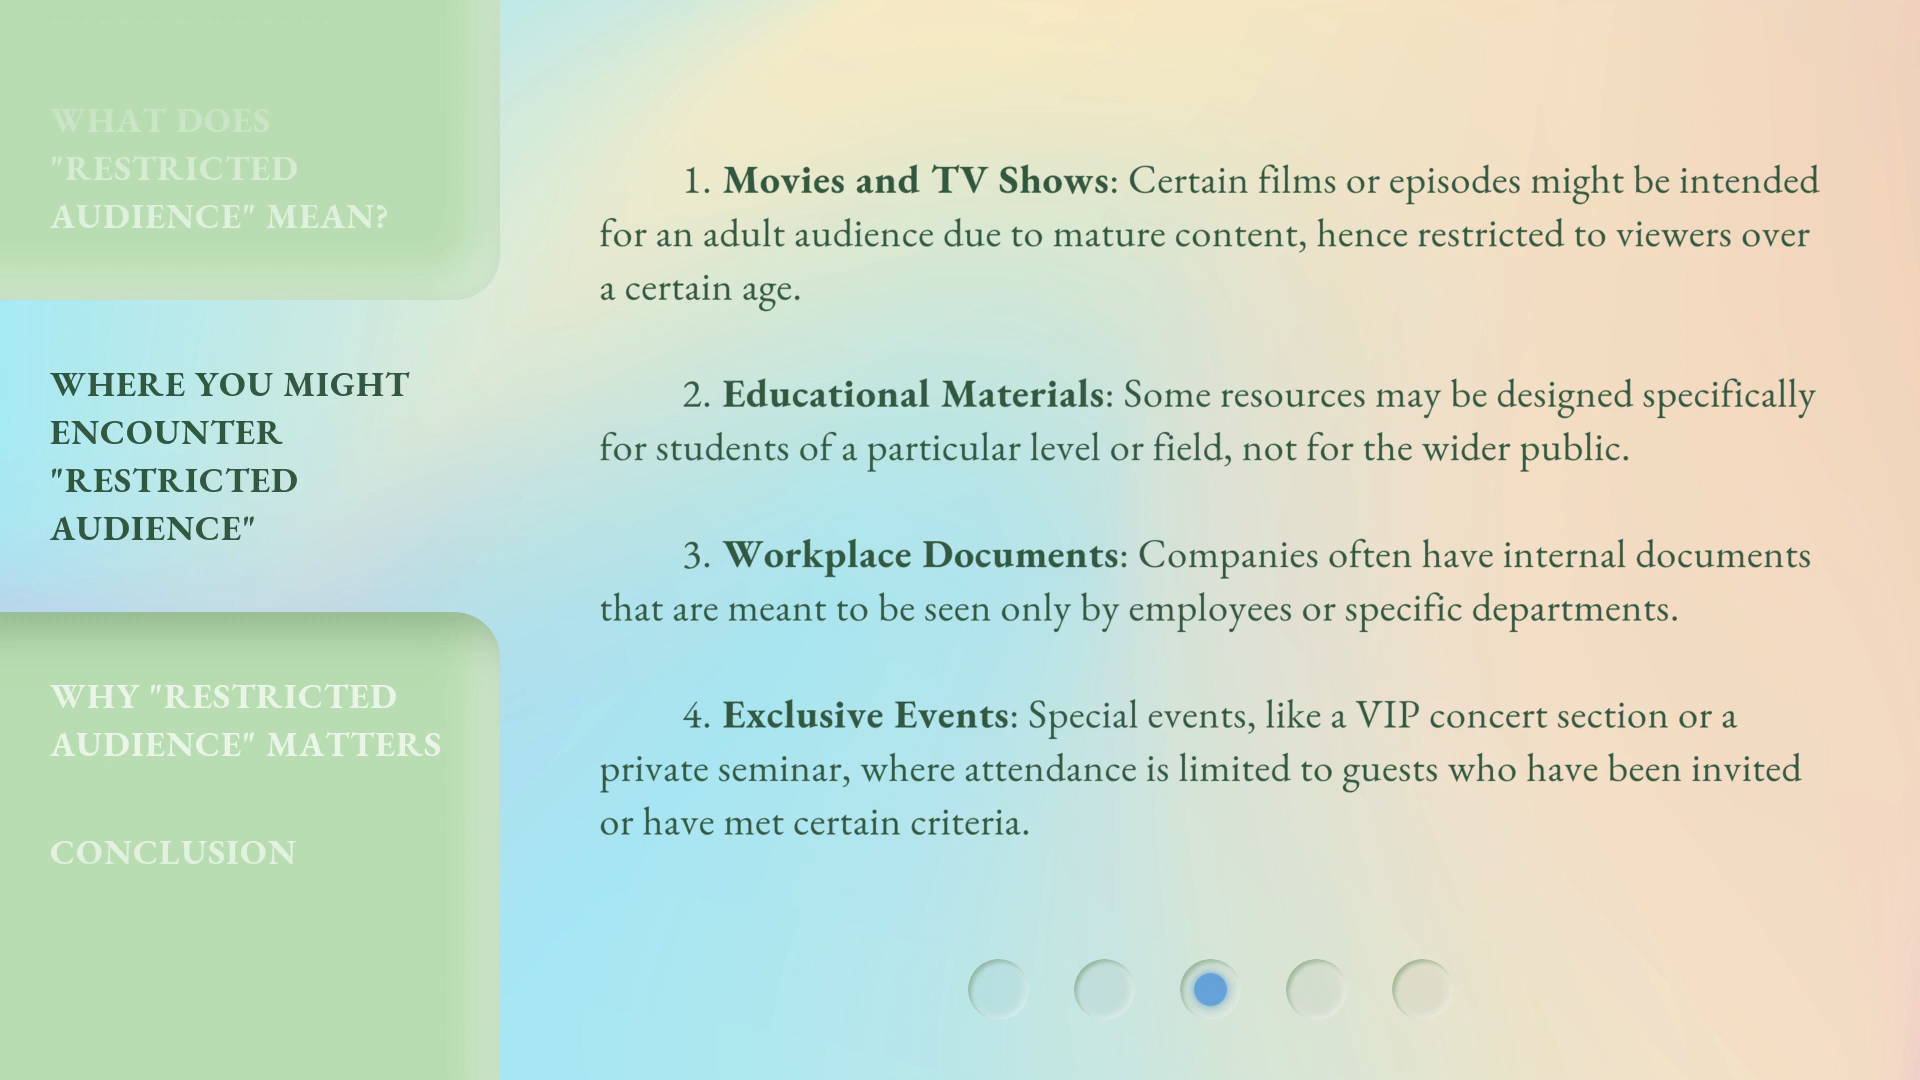 WHAT DOES
"RESTRICTED
AUDIENCE" MEAN?
WHERE YOU MIGHT
ENCOUNTER
"RESTRICTED
AUDIENCE"
WHY "RESTRICTED
AUDIENCE" MATTERS
CONCLUSION
1. Movies and TV Shows: Certain films or episodes might be intended
for an adult audience due to mature content, hence restricted to viewers over
a certain age.
2. Educational Materials: Some resources may be designed specifically
for students of a particular level or field, not for the wider public.
3. Workplace Documents: Companies often have internal documents
that are meant to be seen only by employees or specific departments.
4. Exclusive Events: Special events, like a VIP concert section or a
private seminar, where attendance is limited to guests who have been invited
or have met certain criteria.